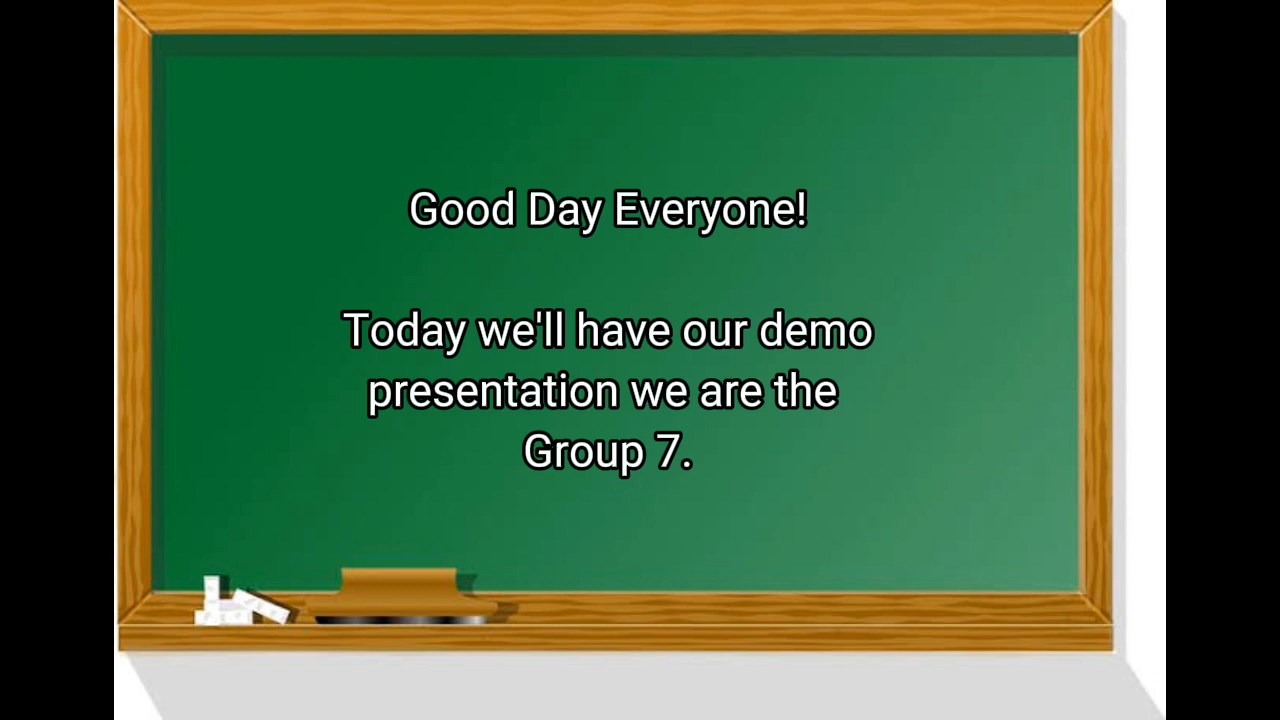 Good Day Everyone!
Today we'll have our demo
presentation we are the
Group 7.